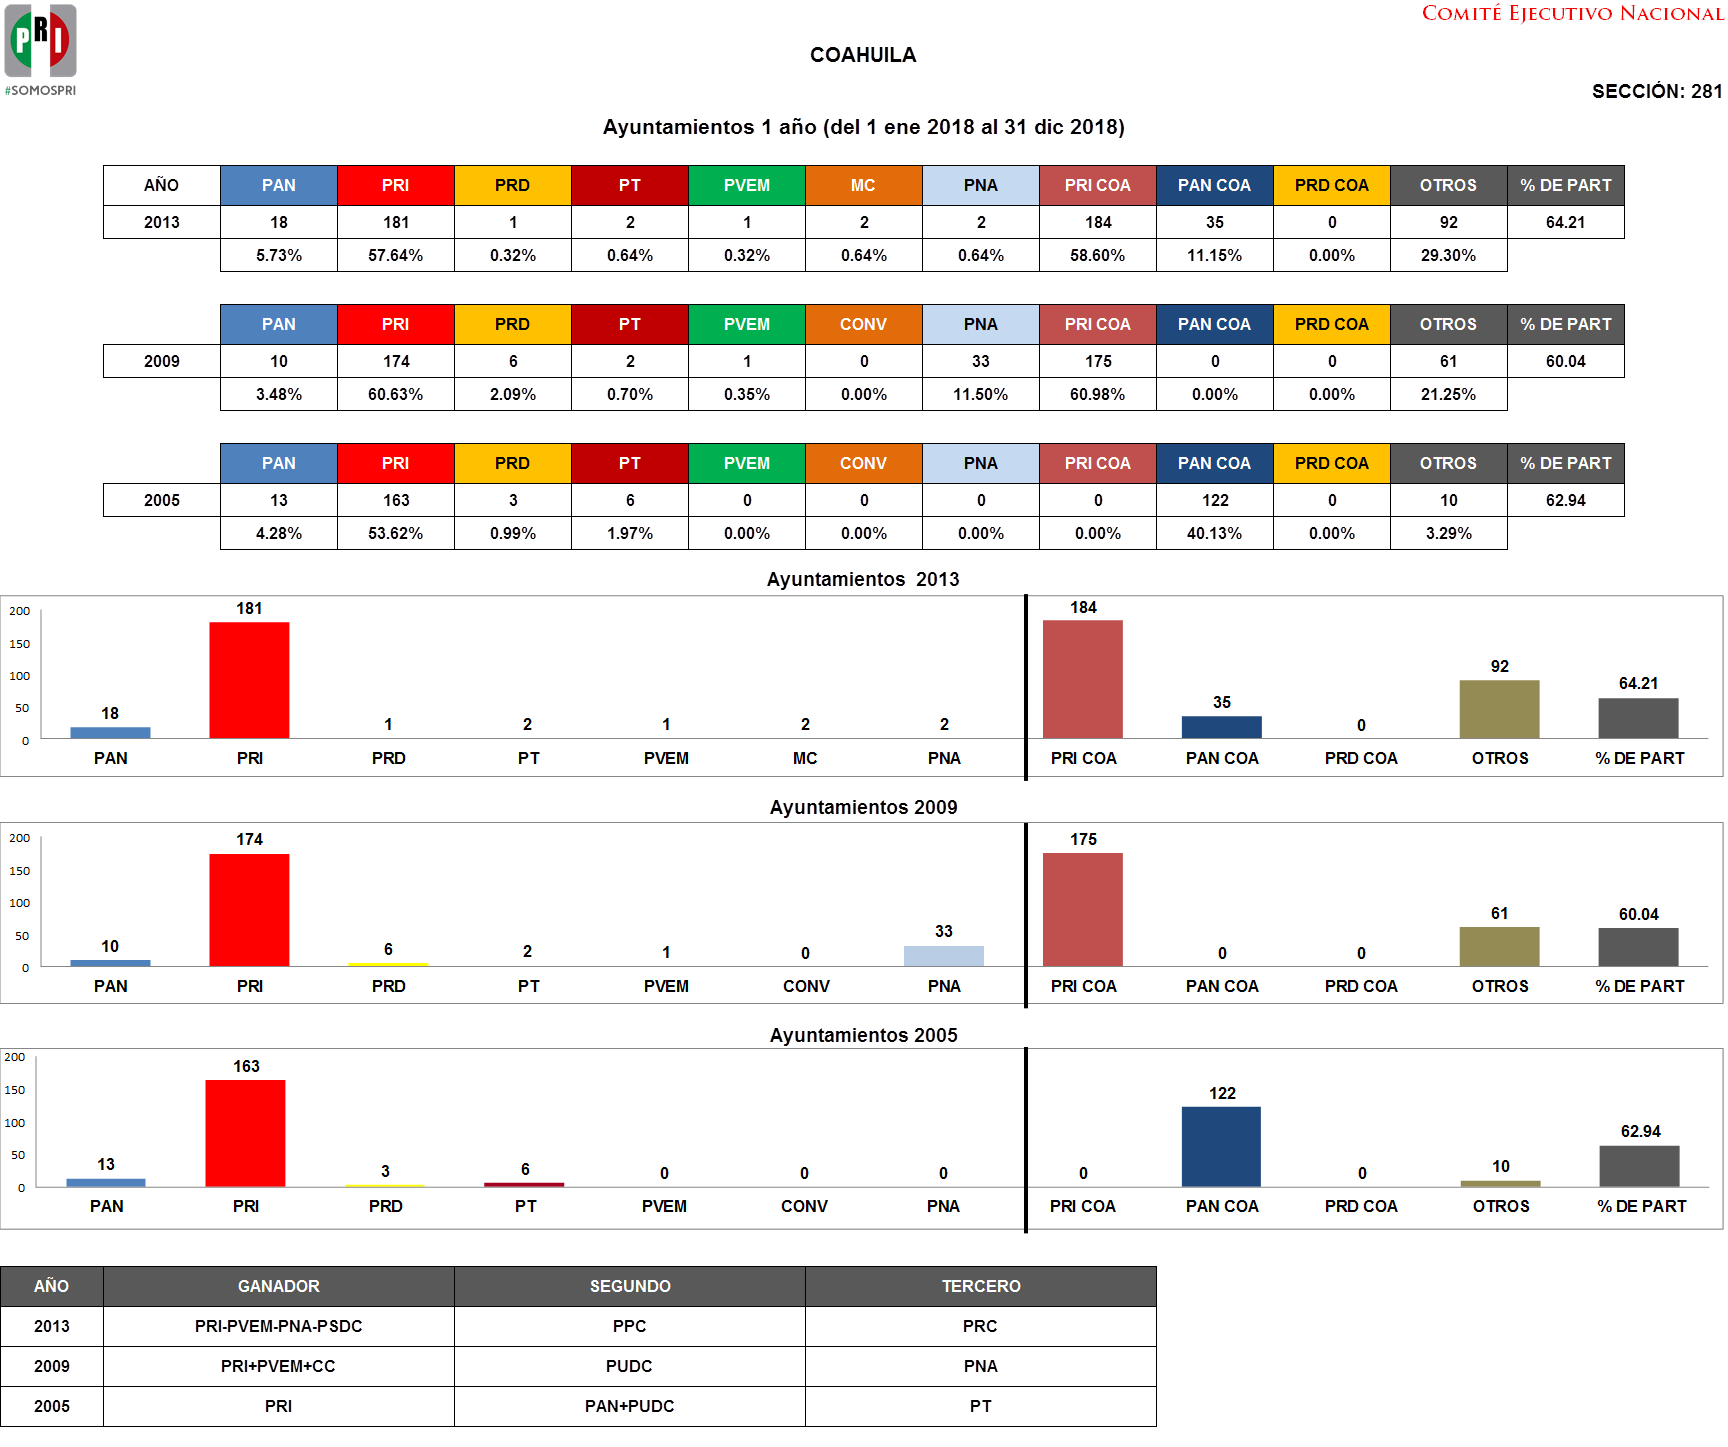 PRI
#SOMOSPRI
COMITÉ EJECUTIVO NACIONAL
COAHUILA
SECCIÓN: 281
Ayuntamientos 1 año (del 1 ene 2018 al 31 dic 2018)
AÑO PAN PRI PRD PT PVEM MC PNA PRI COA PAN COA PRD COA OTROS % DE PART
2013 18 181 1 2 1 2 2 184 35 0 92 64.21
5.73% 57.64% 0.32% 0.64% 0.32% 0.64% 0.64% 58.60% 11.15% 0.00% 29.30%
PAN PRI PRD PT PVEM CONV PNA PRI COA PAN COA PRD COA OTROS % DE PART
2009 10 174 6 2 1 0 33 175 0 0 61 60.04
3.48% 60.63% 2.09% 0.70% 0.35% 0.00% 11.50% 60.98% 0.00% 0.00% 21.25%
PAN PRI PRD PT PVEM CONV PNA PRI COA PAN COA PRD COA OTROS % DE PART
2005 13 163 3 6 0 0 0 0 122 0 10 62.94
4.28% 53.62% 0.99% 1.97% 0.00% 0.00% 0.00% 0.00% 40.13% 0.00% 3.29%
Ayuntamientos 2013
200
150
100
50
0
18 181 1 2 1 2 2 184 35 0 92 64.21
PAN PRI PRD PT PVEM MC PNA PRI COA PAN COA PRD COA OTROS % DE PART
Ayuntamientos 2009
200
150
100
50
0
10 174 6 2 1 0 33 175 0 0 61 60.04
PAN PRI PRD PT PVEM CONV PNA PRI COA PAN COA PRD COA OTROS % DE PART
Ayuntamientos 2005
200
150
100
50
0
13 163 3 6 0 0 0 0 122 0 10 62.94
PAN PRI PRD PT PVEM CONV PNA PRI COA PAN COA PRD COA OTROS % DE PART
AÑO GANADOR SEGUNDO TERCERO
2013 PRI-PVEM-PNA-PSDC PPC PRC
2009 PRI+PVEM+CC PUDC PNA
2005 PRI PAN+PUDC PT